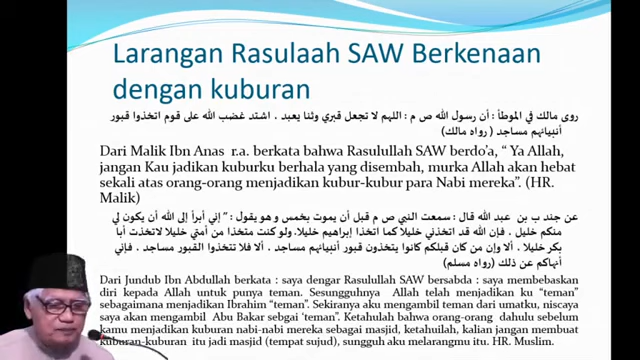 Larangan Rasulaah SAW Berkenaan
dengan kuburan
روى مالك في الموطأ : أن رسول الله ص م : اللهم لا تجعل قبري وثنا يعبد . اشتد غضب الله على قوم اتخذوا قبور
أنبيائهم مساجد ( رواه مالك)
Dari Malik Ibn Anas r.a. berkata bahwa Rasulullah SAW berdo'a, “ Ya Allah,
jangan Kau jadikan kuburku berhala yang disembah, murka Allah akan hebat
sekali atas orang-orang menjadikan kubur-kubur para Nabi mereka”. (HR.
Malik)
عن جند ب بن عبد الله قال : سمعت النبي ص م قبل أن يموت بخمس و هو يقول : " إني أبرأ إلى الله أن يكون لي
منكم خليل . فإن الله قد اتخذني خليلا كما اتخذا إبراهيم خليلا . ولو كنت متخذا من أمتي خليلا لاتخذت أبا
بكر خليلا . ألا وإن من كان قبلكم كانوا يتخذون قبور أنبيائهم مساجد . ألا فلا تتخذوا القبور مساجد . فإني
أنهاكم عن ذلك ( رواه مسلم)
Dari Jundub Ibn Abdullah berkata : saya dengar Rasulullah SAW bersabda : saya membebaskan
diri kepada Allah untuk punya teman. Sesungguhnya Allah telah menjadikan ku “teman”
sebagaimana menjadikan Ibrahim “teman”. Sekiranya aku mengambil teman dari umatku, niscaya
saya akan mengambil Abu Bakar sebgai ‘teman”. Ketahulah bahwa orang-orang dahulu sebelum
kamu menjadikan kuburan nabi-nabi mereka sebagai masjid, ketahuilah, kalian jangan membuat
kuburan-kuburan itu jadi masjid (tempat sujud), sungguh aku melarangmu itu. HR. Muslim.